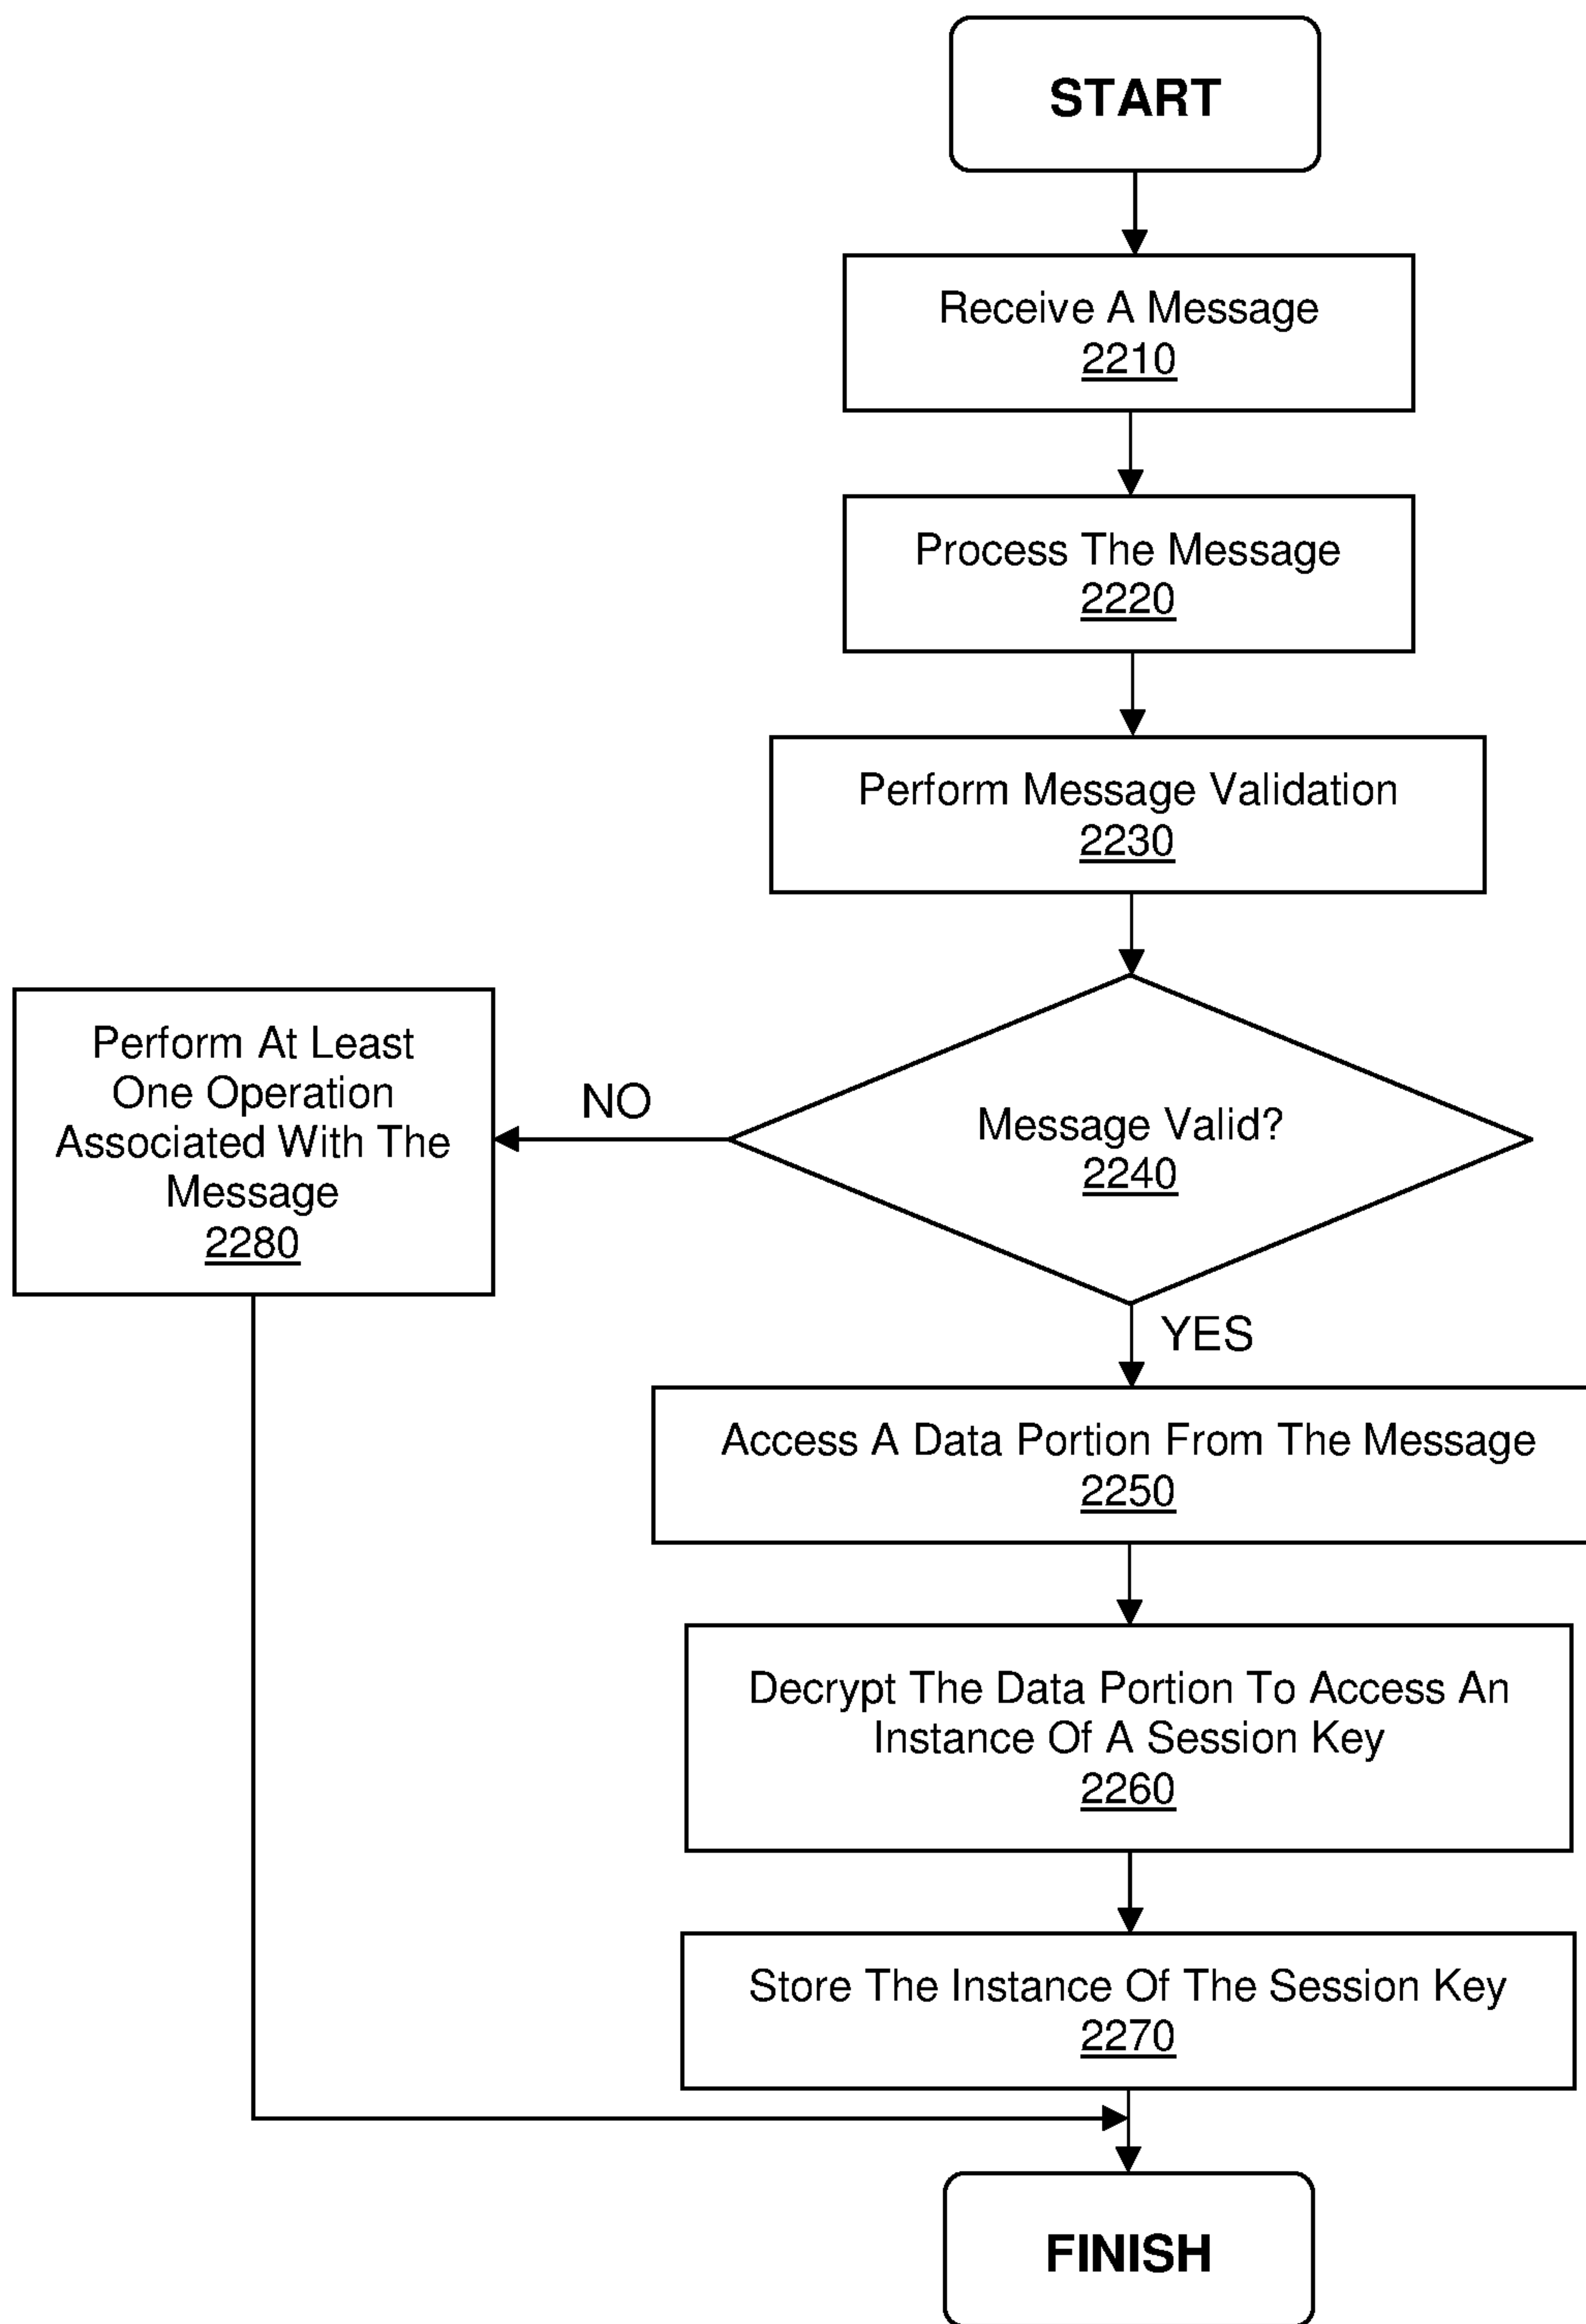 START
Receive A Message
2210
Process The Message
2220
Perform Message Validation
2230
Message Valid?
2240
NO
Perform At Least
One Operation
Associated With The
Message
2280
YES
Access A Data Portion From The Message
2250
Decrypt The Data Portion To Access An
Instance Of A Session Key
2260
Store The Instance Of The Session Key
2270
FINISH